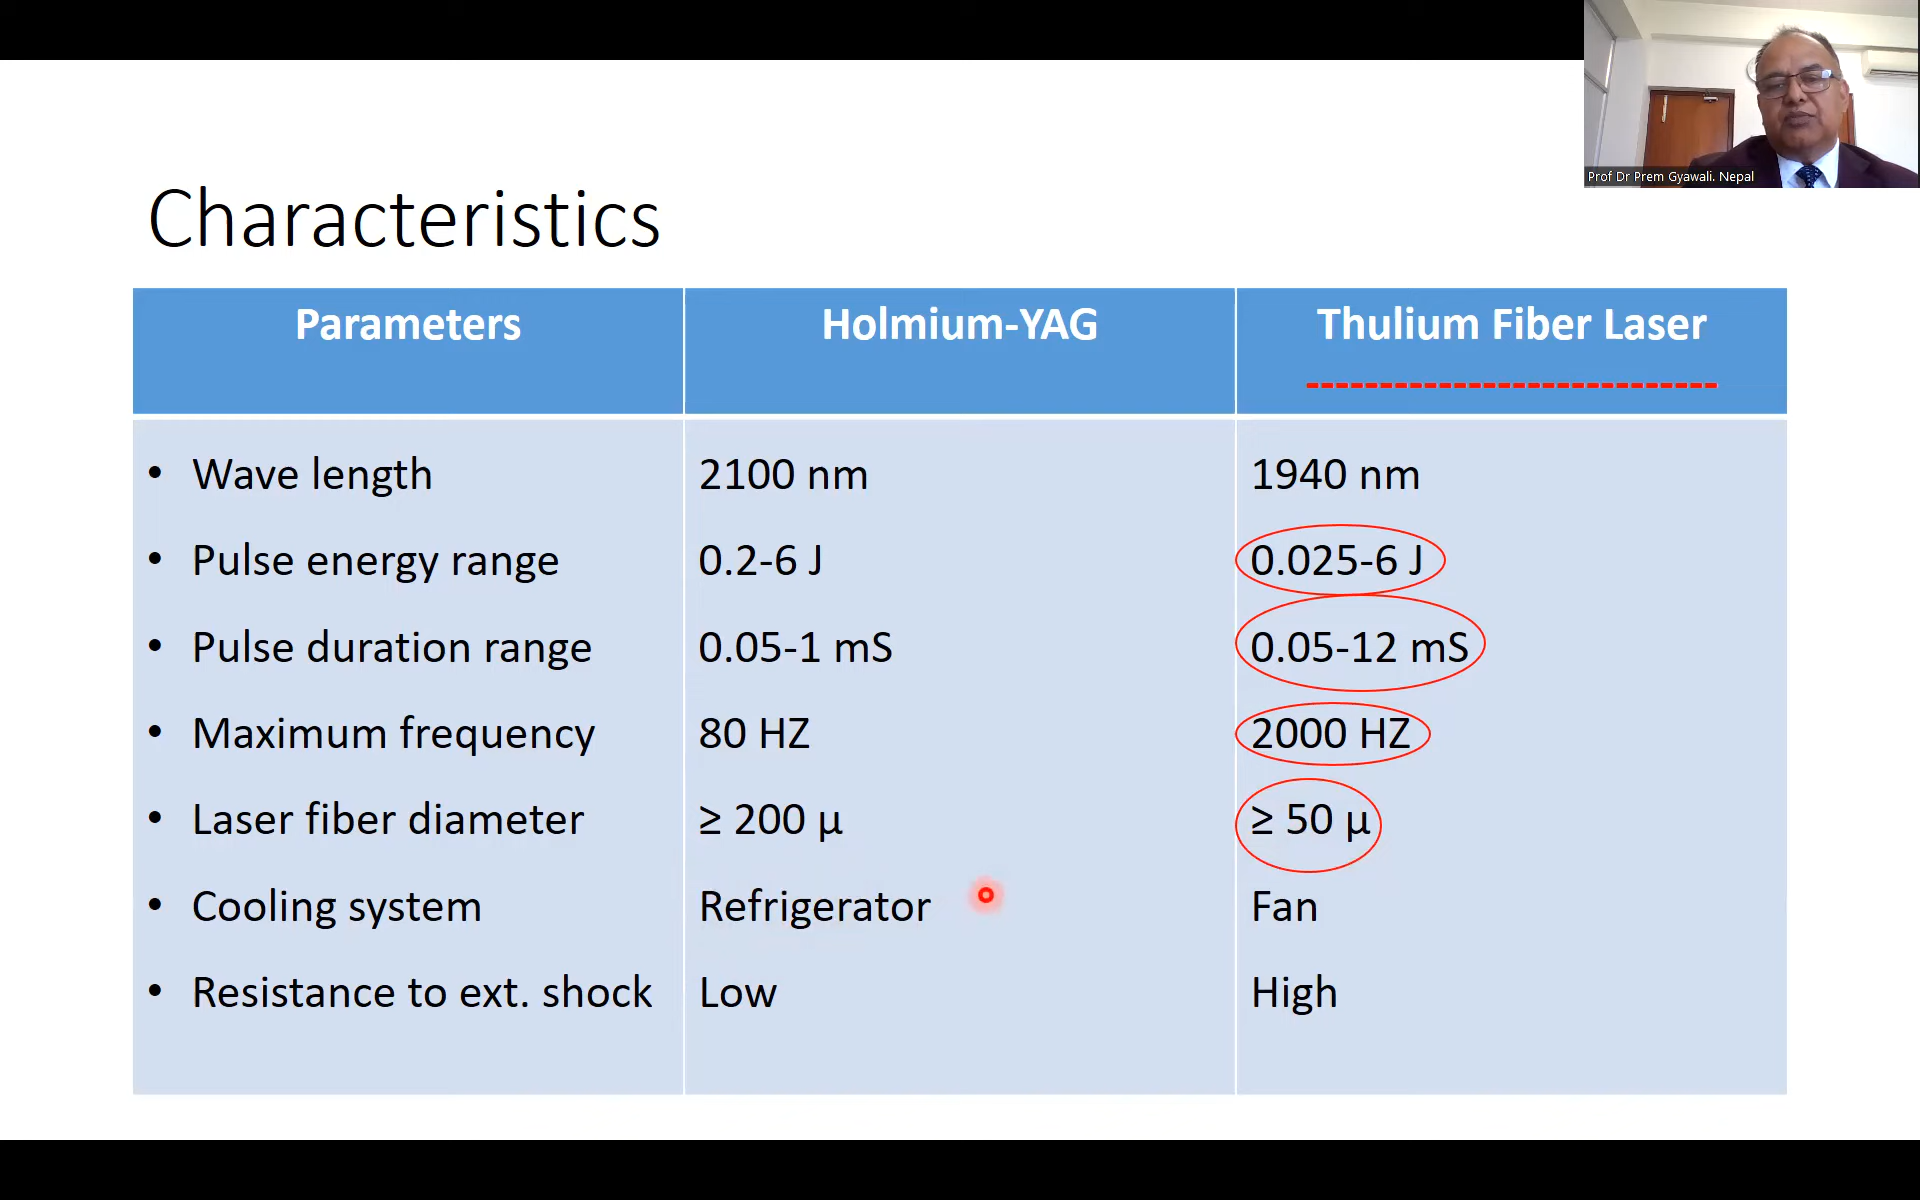 Prof Dr Prem Gyawali. Nepal
Characteristics
Parameters Holmium-YAG Thulium Fiber Laser
• Wave length 2100 nm 1940 nm
• Pulse energy range 0.2-6 J 0.025-6 J
• Pulse duration range 0.05-1 mS 0.05-12 mS
• Maximum frequency 80 HZ 2000 HZ
• Laser fiber diameter ≥ 200 µ ≥ 50 µ
• Cooling system Refrigerator Fan
• Resistance to ext. shock Low High